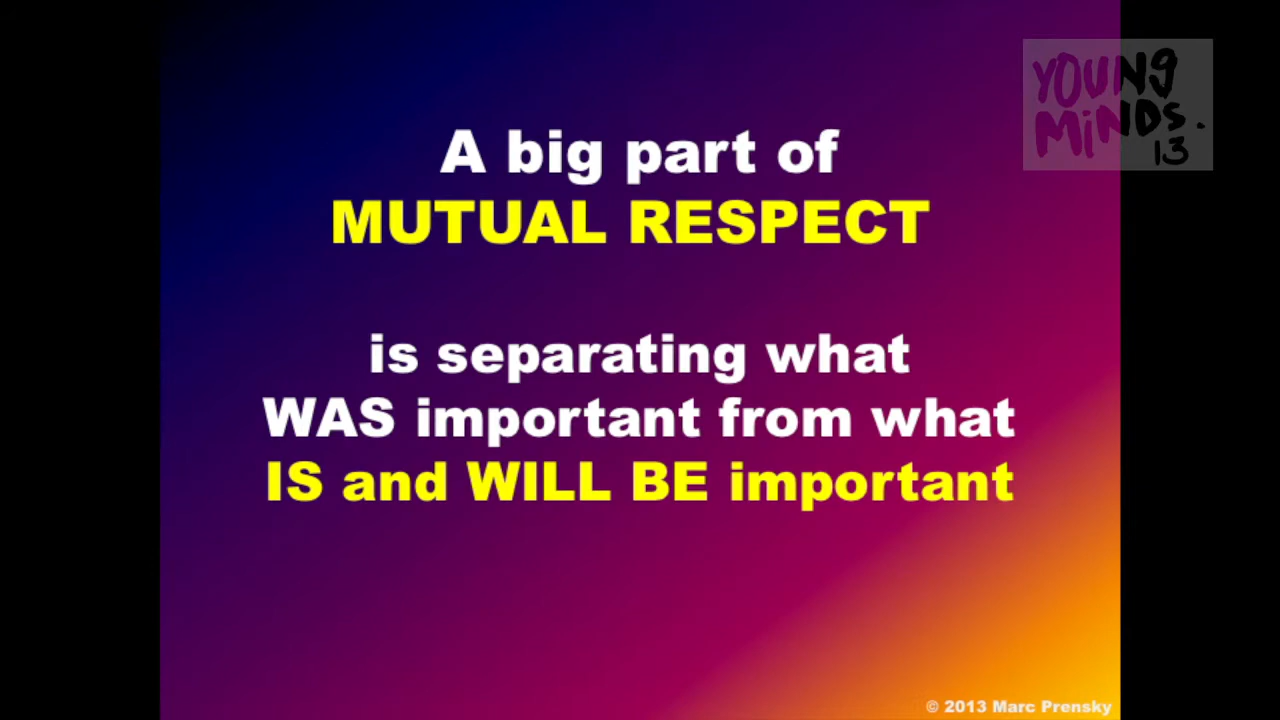 YOUNG
MiNDS.
13
A big part of
MUTUAL RESPECT
is separating what
WAS important from what
IS and WILL BE important
© 2013 Marc Prensky